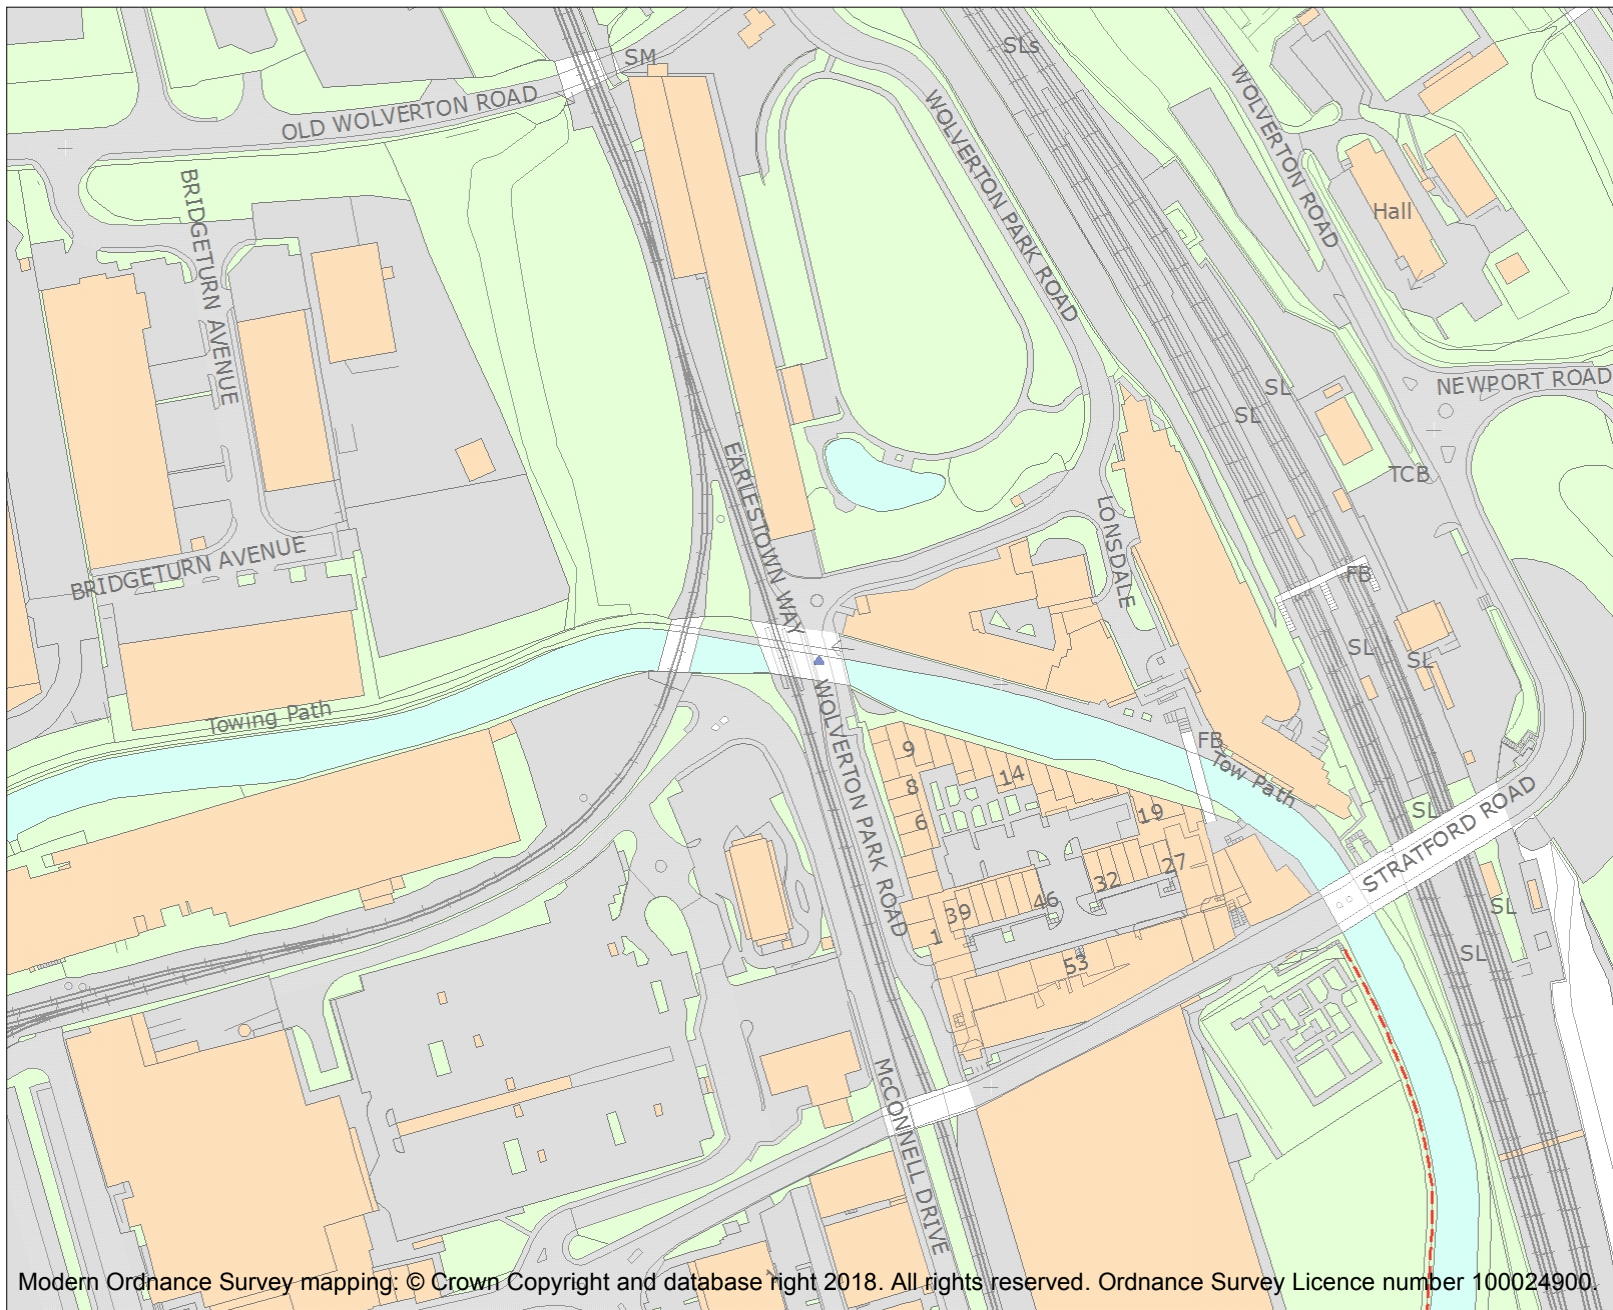 SM
SLs
OLD WOLVERTON ROAD
WOLVERTON PARK ROAD
WOLVERTON ROAD
Hall
BRIDGETURN AVENUE
NEWPORT ROAD
SL
SL
TCB
EARLESTOWN WAY
LONSDALE
BRIDGETURN AVENUE
FB
SL
SL
Towing Path
WOLVERTON PARK ROAD
FB
Tow Path
9
14
8
6
19
SL
STRATFORD ROAD
27
32
46
39
1
SL
53
SL
McCONNELL DRIVE
Modern Ordnance Survey mapping: © Crown Copyright and database right 2018. All rights reserved. Ordnance Survey Licence number 100024900.